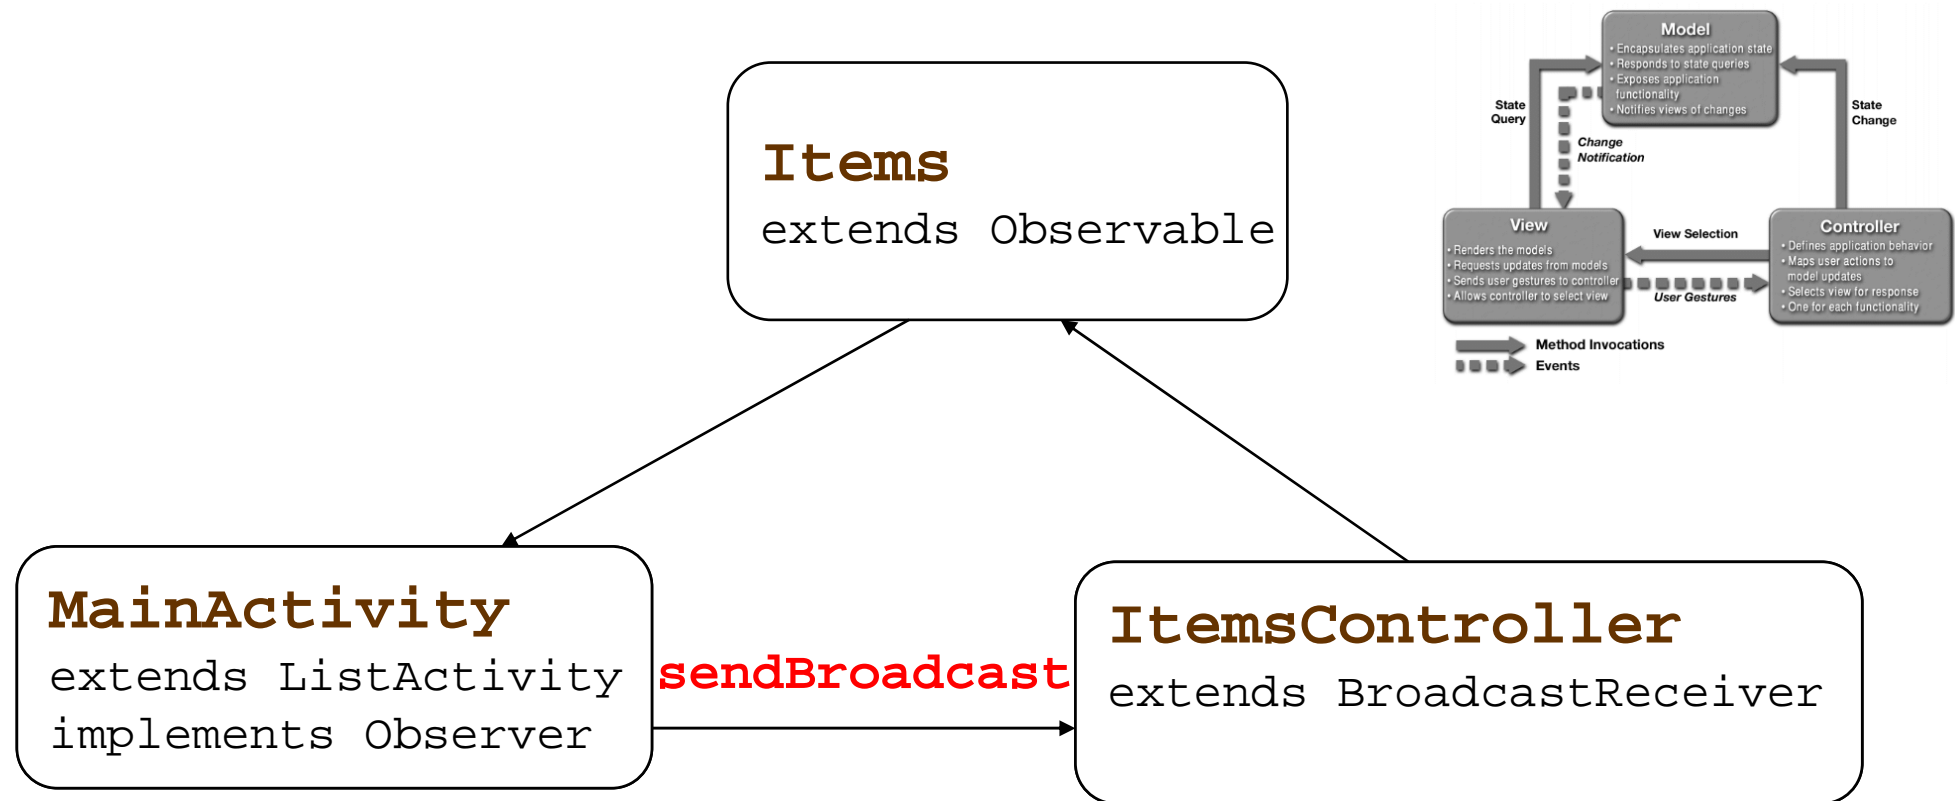 Items
extends Observable
MainActivity
extends ListActivity
implements Observer
sendBroadcast
ItemsController
extends BroadcastReceiver
Model
• Encapsulates application state
• Responds to state queries
• Exposes application
functionality
• Notifies views of changes
State
Query
Change
Notification
State
Change
View
• Renders the models
• Requests updates from models
• Sends user gestures to controller
• Allows controller to select view
View Selection
User Gestures
Controller
• Defines application behavior
• Maps user actions to
model updates
• Selects view for response
• One for each functionality
Method Invocations
Events